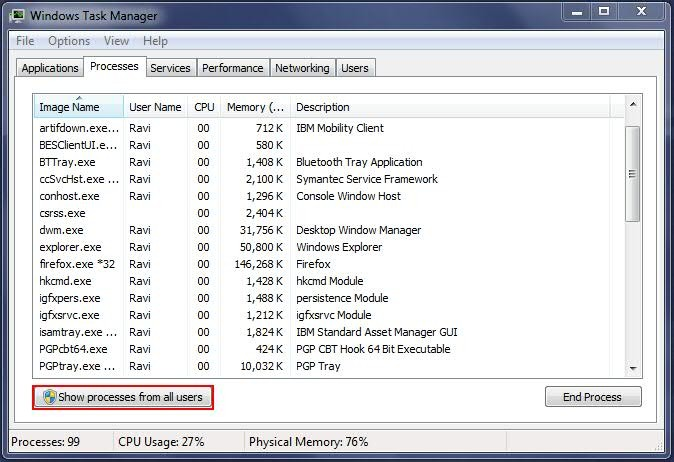 Windows Task Manager
File Options View Help
Applications Processes Services Performance Networking Users
Image Name User Name CPU Memory (... Description
artifdown.exe... Ravi 00 712 K IBM Mobility Client
BESClientUI.e... Ravi 00 580 K
BTTray.exe Ravi 00 1,408 K Bluetooth Tray Application
ccSvcHst.exe ... Ravi 00 2,100 K Symantec Service Framework
conhost.exe Ravi 00 1,296 K Console Window Host
csrss.exe 00 2,404 K
dwm.exe Ravi 00 31,756 K Desktop Window Manager
explorer.exe Ravi 00 50,800 K Windows Explorer
firefox.exe *32 Ravi 00 146,268 K Firefox
hkcmd.exe Ravi 00 1,428 K hkcmd Module
igfxpers.exe Ravi 00 1,488 K persistence Module
igfxsrvc.exe Ravi 00 1,212 K igfxsrvc Module
isamtray.exe ... Ravi 00 1,824 K IBM Standard Asset Manager GUI
PGPcbt64.exe Ravi 00 424 K PGP CBT Hook 64 Bit Executable
PGPtray.exe ... Ravi 00 10,032 K PGP Tray
Show processes from all users End Process
Processes: 99 CPU Usage: 27% Physical Memory: 76%